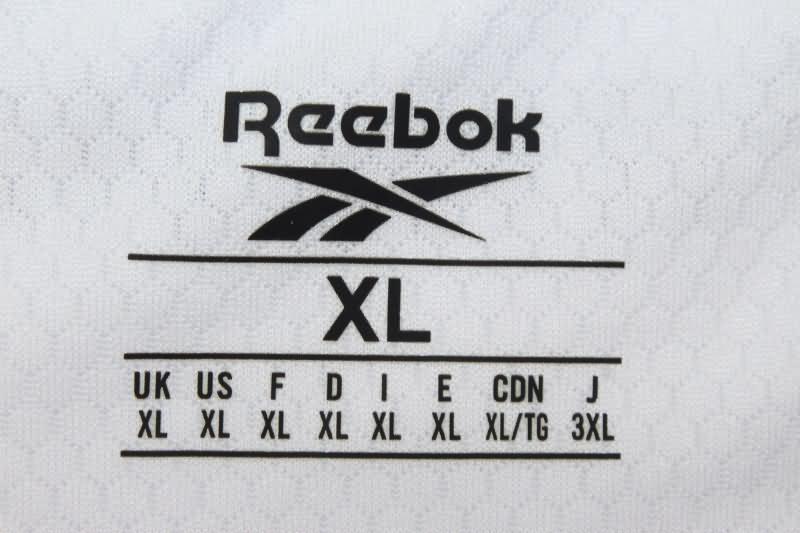 Reebok
XL
UK US F D I E CDN J
XL XL XL XL XL XL XL/TG 3XL